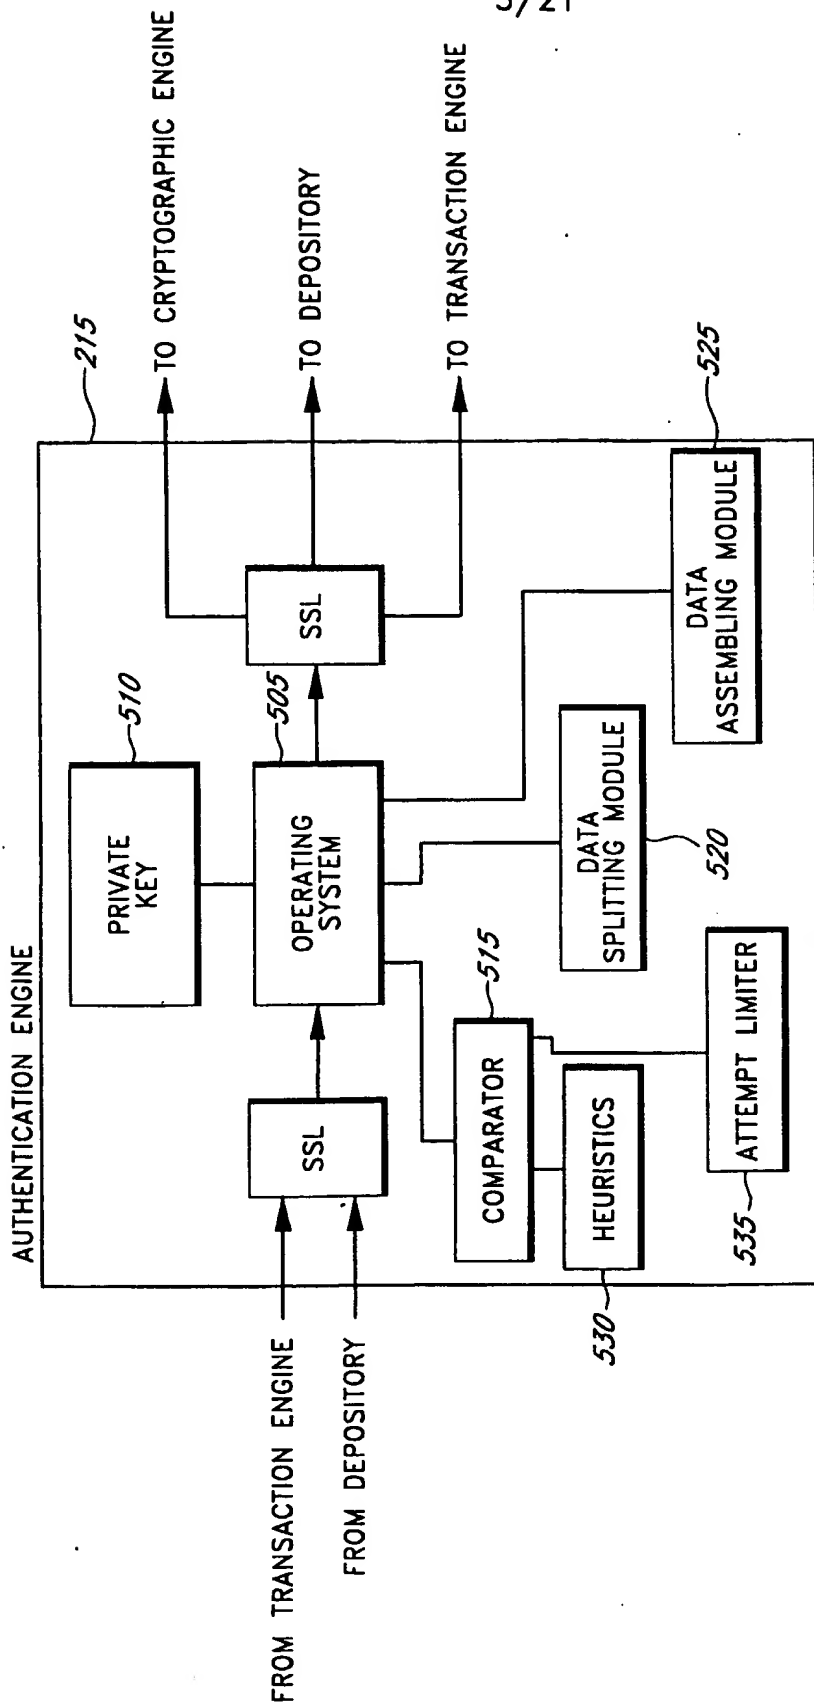 5/21
AUTHENTICATION ENGINE
215
FROM TRANSACTION ENGINE
FROM DEPOSITORY
SSL
PRIVATE
KEY
510
OPERATING
SYSTEM
505
SSL
TO CRYPTOGRAPHIC ENGINE
TO DEPOSITORY
TO TRANSACTION ENGINE
COMPARATOR
515
HEURISTICS
530
ATTEMPT LIMITER
535
DATA
SPLITTING MODULE
520
DATA
ASSEMBLING MODULE
525